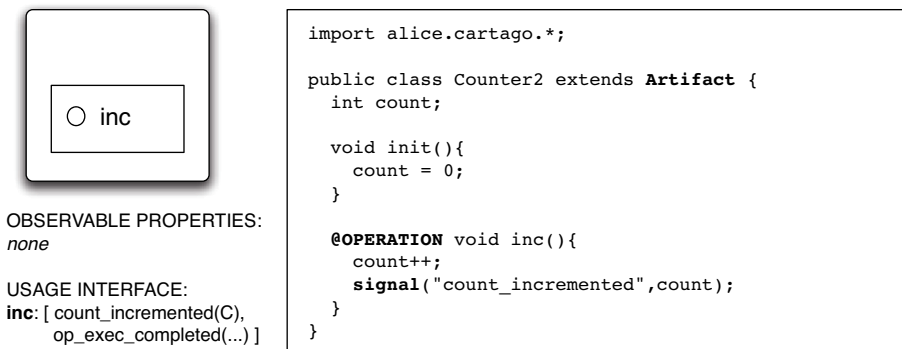 inc
OBSERVABLE PROPERTIES:
none
USAGE INTERFACE:
inc: [ count_incremented(C),
op_exec_completed(...) ]
import alice.cartago.*;
public class Counter2 extends Artifact {
int count;
void init(){
count = 0;
}
@OPERATION void inc(){
count++;
signal("count_incremented",count);
}
}